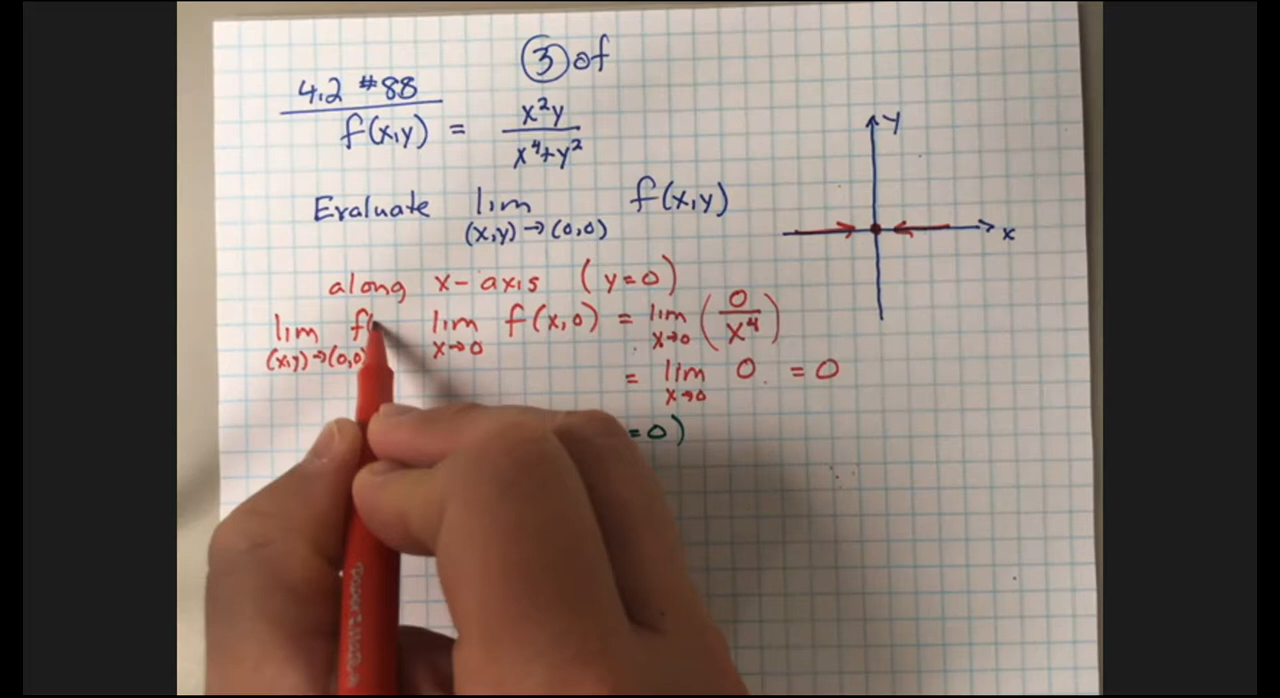 ③ of
4.2 #88
f(x,y) = x²y / x⁴+y²
Evaluate lim (x,y)→(0,0) f(x,y)
y
x
along x-axis (y=0)
lim (x,y)→(0,0) f( lim x→0 f(x,0) = lim x→0 (0/x⁴)
= lim x→0 0 = 0
=0)